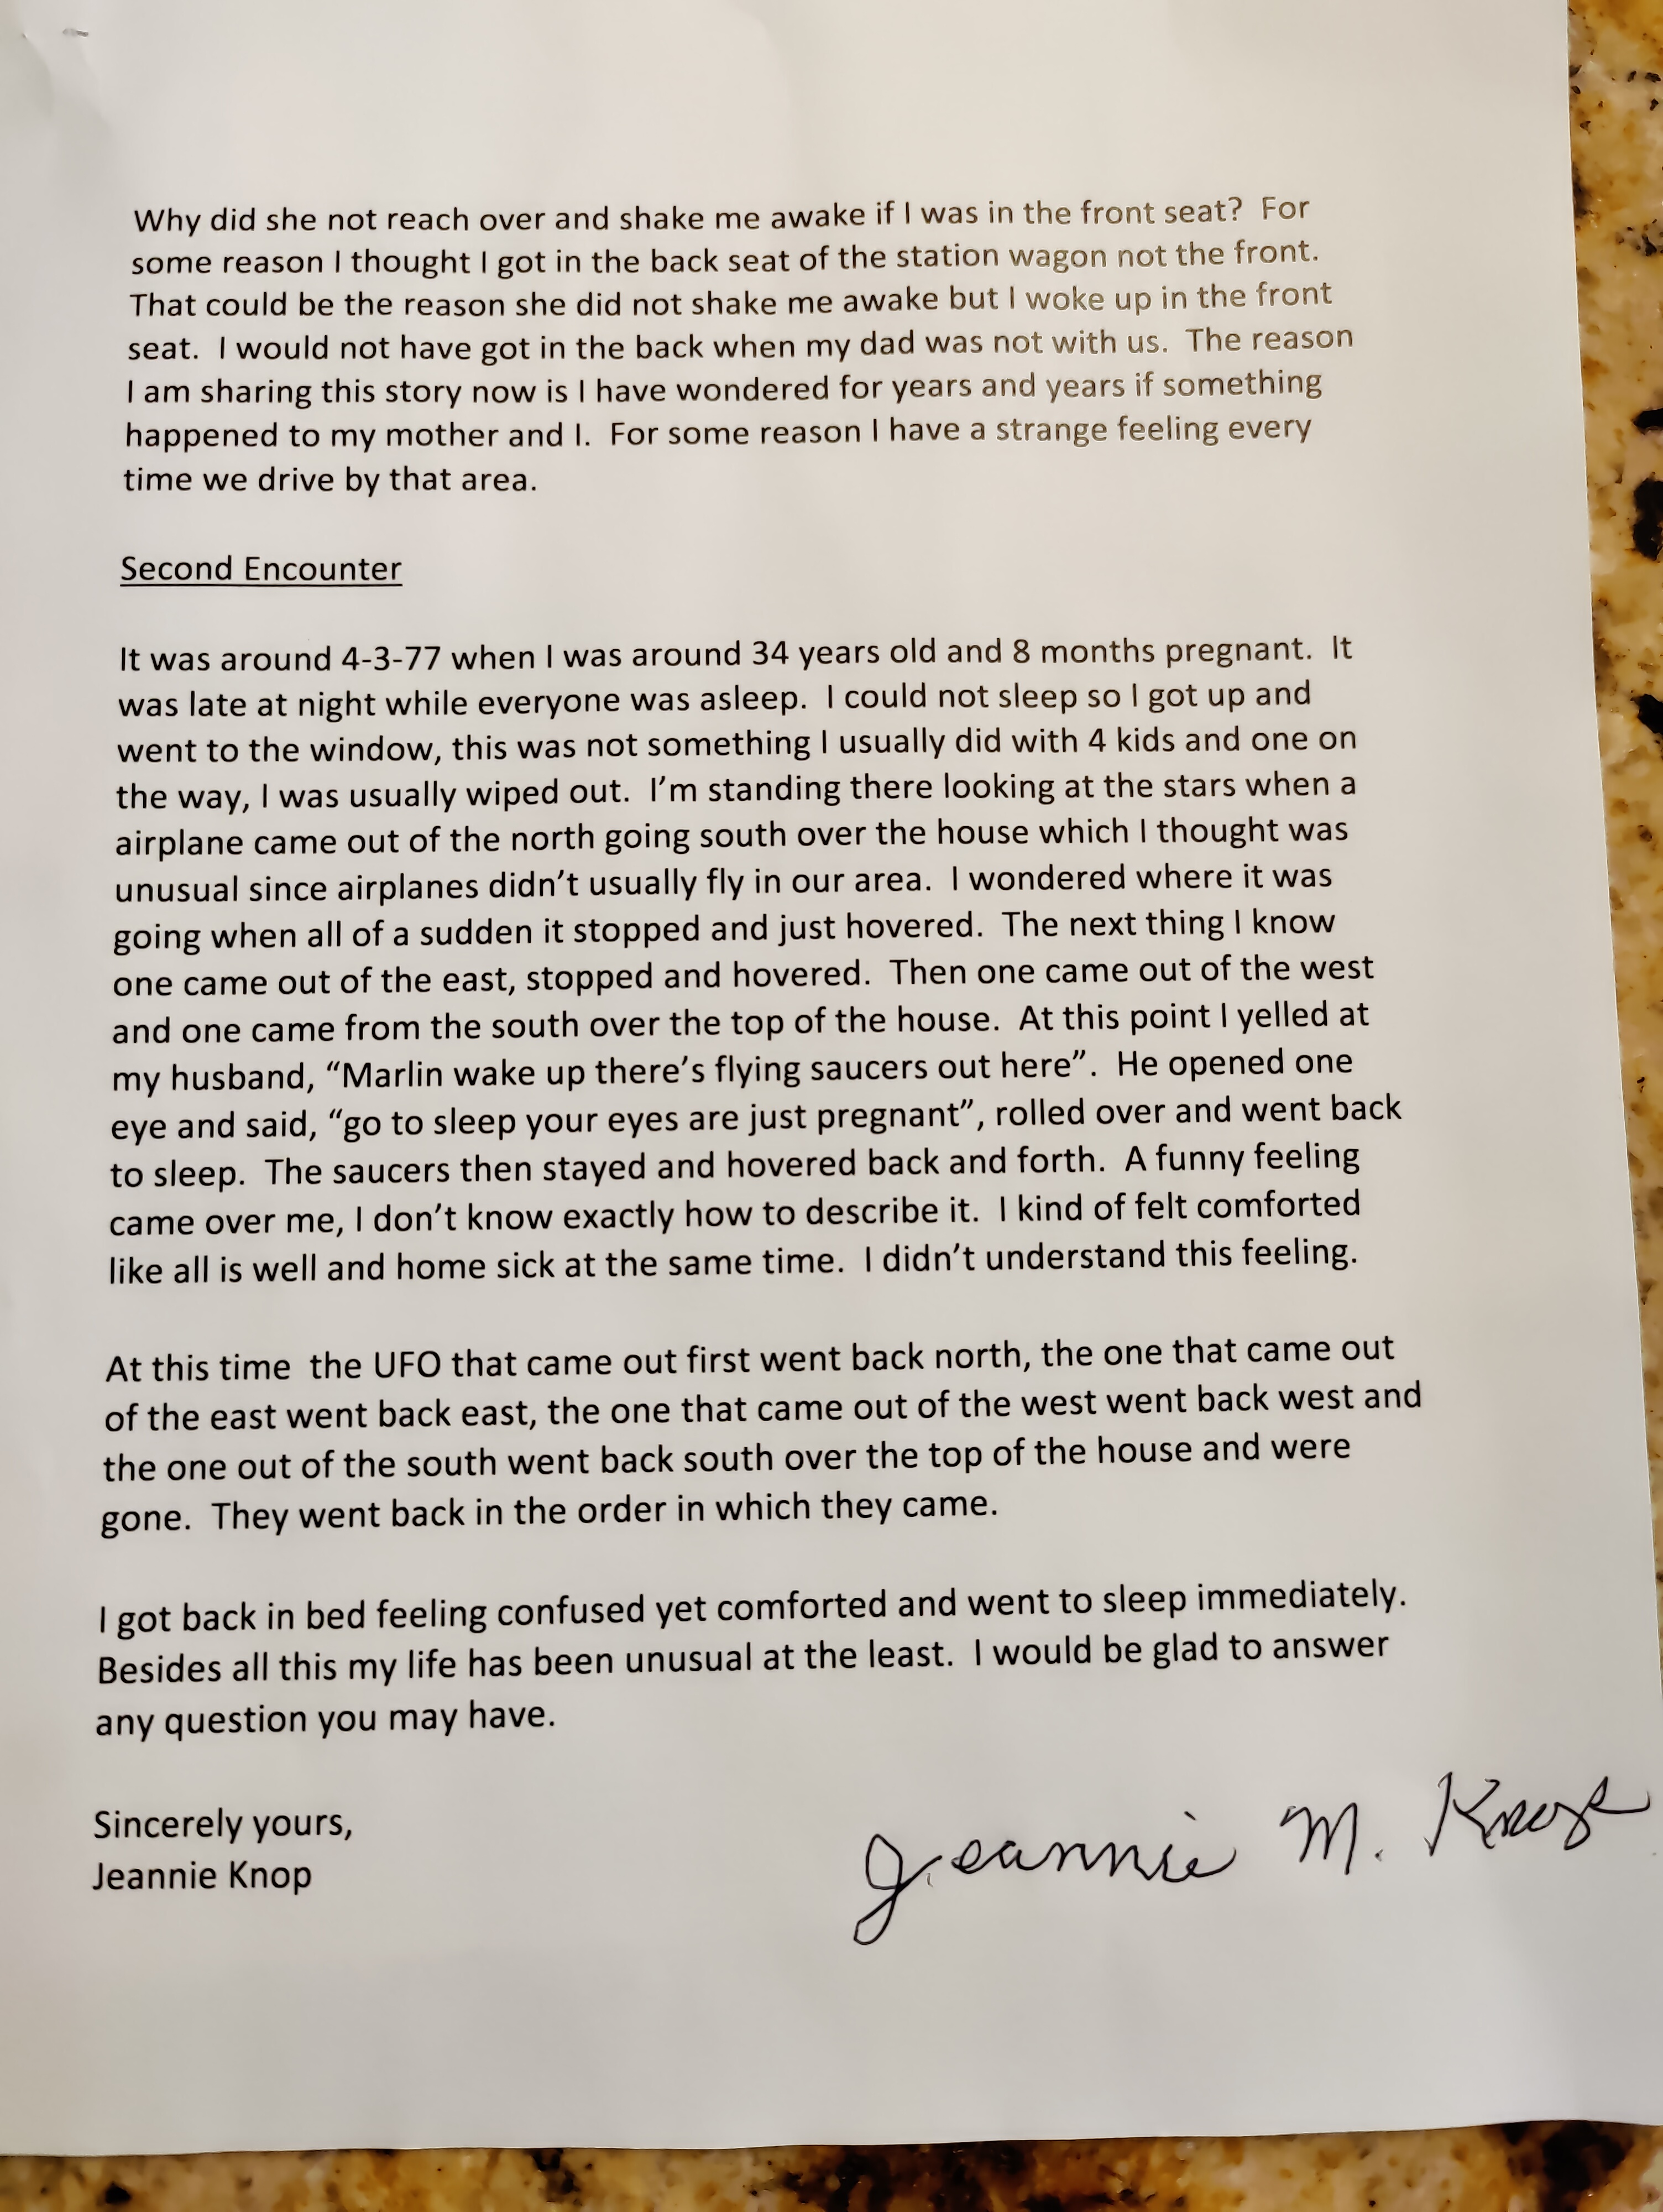 Why did she not reach over and shake me awake if I was in the front seat?  For
some reason I thought I got in the back seat of the station wagon not the front.
That could be the reason she did not shake me awake but I woke up in the front
seat.  I would not have got in the back when my dad was not with us.  The reason
I am sharing this story now is I have wondered for years and years if something
happened to my mother and I.  For some reason I have a strange feeling every
time we drive by that area.
Second Encounter
It was around 4-3-77 when I was around 34 years old and 8 months pregnant.  It
was late at night while everyone was asleep.  I could not sleep so I got up and
went to the window, this was not something I usually did with 4 kids and one on
the way, I was usually wiped out.  I’m standing there looking at the stars when a
airplane came out of the north going south over the house which I thought was
unusual since airplanes didn’t usually fly in our area.  I wondered where it was
going when all of a sudden it stopped and just hovered.  The next thing I know
one came out of the east, stopped and hovered.  Then one came out of the west
and one came from the south over the top of the house.  At this point I yelled at
my husband, “Marlin wake up there’s flying saucers out here”.  He opened one
eye and said, “go to sleep your eyes are just pregnant”, rolled over and went back
to sleep.  The saucers then stayed and hovered back and forth.  A funny feeling
came over me, I don’t know exactly how to describe it.  I kind of felt comforted
like all is well and home sick at the same time.  I didn’t understand this feeling.
At this time  the UFO that came out first went back north, the one that came out
of the east went back east, the one that came out of the west went back west and
the one out of the south went back south over the top of the house and were
gone.  They went back in the order in which they came.
I got back in bed feeling confused yet comforted and went to sleep immediately.
Besides all this my life has been unusual at the least.  I would be glad to answer
any question you may have.
Sincerely yours,
Jeannie Knop
Jeannie M. Knop